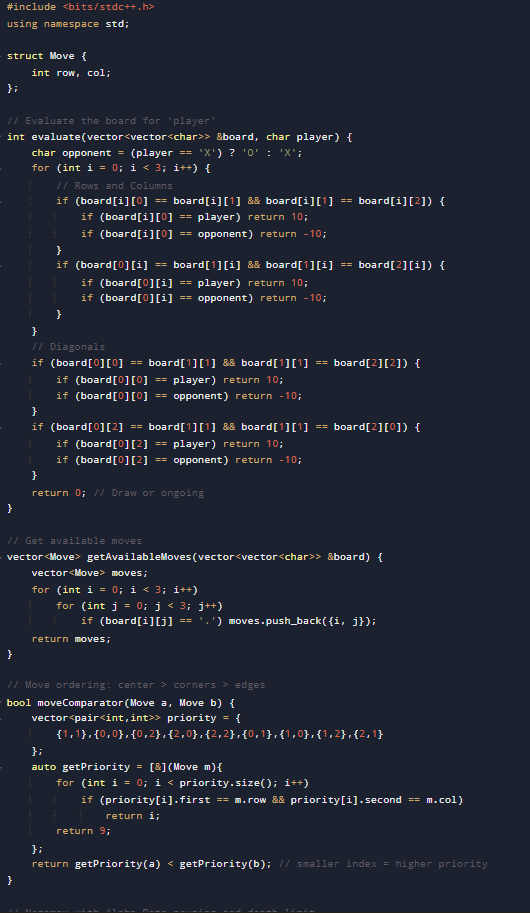 #include <bits/stdc++.h>
using namespace std;

struct Move {
    int row, col;
};

// Evaluate the board for 'player'
int evaluate(vector<vector<char>> &board, char player) {
    char opponent = (player == 'X') ? 'O' : 'X';
    for (int i = 0; i < 3; i++) {
        // Rows and Columns
        if (board[i][0] == board[i][1] && board[i][1] == board[i][2]) {
            if (board[i][0] == player) return 10;
            if (board[i][0] == opponent) return -10;
        }
        if (board[0][i] == board[1][i] && board[1][i] == board[2][i]) {
            if (board[0][i] == player) return 10;
            if (board[0][i] == opponent) return -10;
        }
    }
    // Diagonals
    if (board[0][0] == board[1][1] && board[1][1] == board[2][2]) {
        if (board[0][0] == player) return 10;
        if (board[0][0] == opponent) return -10;
    }
    if (board[0][2] == board[1][1] && board[1][1] == board[2][0]) {
        if (board[0][2] == player) return 10;
        if (board[0][2] == opponent) return -10;
    }
    return 0; // Draw or ongoing
}

// Get available moves
vector<Move> getAvailableMoves(vector<vector<char>> &board) {
    vector<Move> moves;
    for (int i = 0; i < 3; i++)
        for (int j = 0; j < 3; j++)
            if (board[i][j] == '.') moves.push_back({i, j});
    return moves;
}

// Move ordering: center > corners > edges
bool moveComparator(Move a, Move b) {
    vector<pair<int,int>> priority = {
        {1,1},{0,0},{0,2},{2,0},{2,2},{0,1},{1,0},{1,2},{2,1}
    };
    auto getPriority = [&](Move m){
        for (int i = 0; i < priority.size(); i++)
            if (priority[i].first == m.row && priority[i].second == m.col)
                return i;
        return 9;
    };
    return getPriority(a) < getPriority(b); // smaller index = higher priority
}